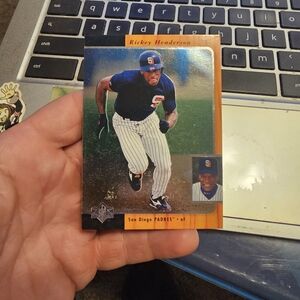 Rickey Henderson
San Diego PADRES • of